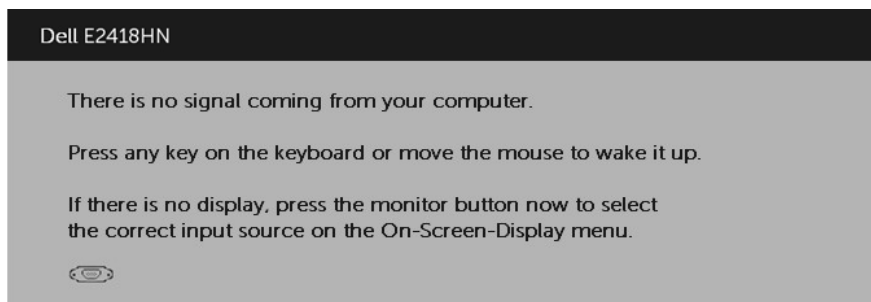 Dell E2418HN
There is no signal coming from your computer.
Press any key on the keyboard or move the mouse to wake it up.
If there is no display, press the monitor button now to select
the correct input source on the On-Screen-Display menu.